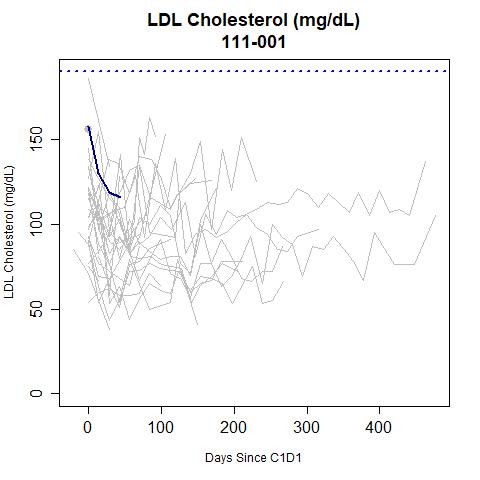 LDL Cholesterol (mg/dL)
111-001
LDL Cholesterol (mg/dL)
150
100
50
0
0 100 200 300 400
Days Since C1D1